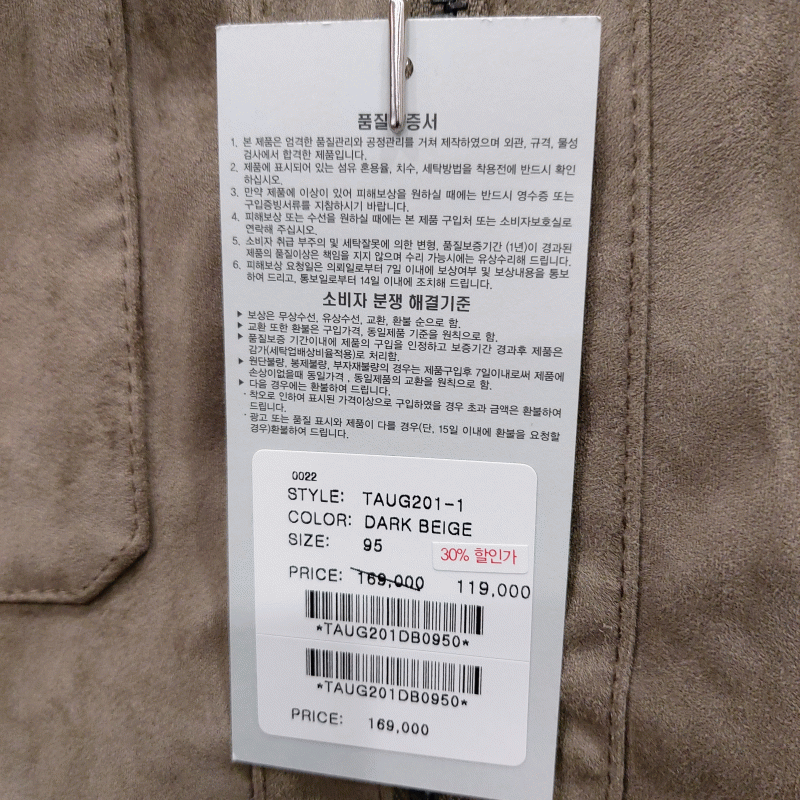 품질 증서
1. 본 제품은 엄격한 품질관리와 공정관리를 거쳐 제작하였으며 외관, 규격, 물성
검사에서 합격한 제품입니다.
2. 제품에 표시되어 있는 섬유 혼용율, 치수, 세탁방법을 착용전에 반드시 확인
하십시오.
3. 만약 제품에 이상이 있어 피해보상을 원하실 때에는 반드시 영수증 또는
구입증빙서류를 지참하시기 바랍니다.
4. 피해보상 또는 수선을 원하실 때에는 본 제품 구입처 또는 소비자보호실로
연락해 주십시오.
5. 소비자 취급 부주의 및 세탁잘못에 의한 변형, 품질보증기간 (1년)이 경과된
제품의 품질이상은 책임을 지지 않으며 수리 가능시에는 유상수리해 드립니다.
6. 피해보상 요청일은 의뢰일로부터 7일 이내에 보상여부 및 보상내용을 통보
하여 드리고, 통보일로부터 14일 이내에 조치해 드립니다.
소비자 분쟁 해결기준
▶ 보상은 무상수선, 유상수선, 교환, 환불 순으로 함.
▶ 교환 또한 환불은 구입가격, 동일제품 기준을 원칙으로 함.
▶ 품질보증 기간이내에 제품의 구입을 인정하고 보증기간 경과후 제품은
감가(세탁업배상비율적용)로 처리함.
▶ 원단불량, 봉제불량, 부자재불량의 경우는 제품구입후 7일이내로써 제품에
손상이없을때 동일가격 , 동일제품의 교환을 원칙으로 함.
▶ 다음 경우에는 환불하여 드립니다.
· 착오로 인하여 표시된 가격이상으로 구입하였을 경우 초과 금액은 환불하여
드립니다.
· 광고 또는 품질 표시와 제품이 다를 경우(단, 15일 이내에 환불을 요청할
경우)환불하여 드립니다.
0022
STYLE: TAUG201-1
COLOR: DARK BEIGE
SIZE: 95
30% 할인가
PRICE: 169,000 119,000
*TAUG201DB0950*
*TAUG201DB0950*
PRICE: 169,000